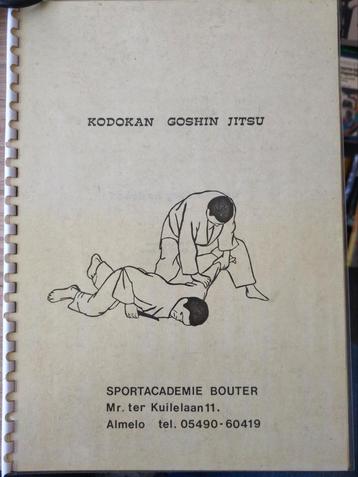 KODOKAN GOSHIN JITSU
SPORTACADEMIE BOUTER
Mr. ter Kuilelaan 11.
Almelo tel. 05490-60419